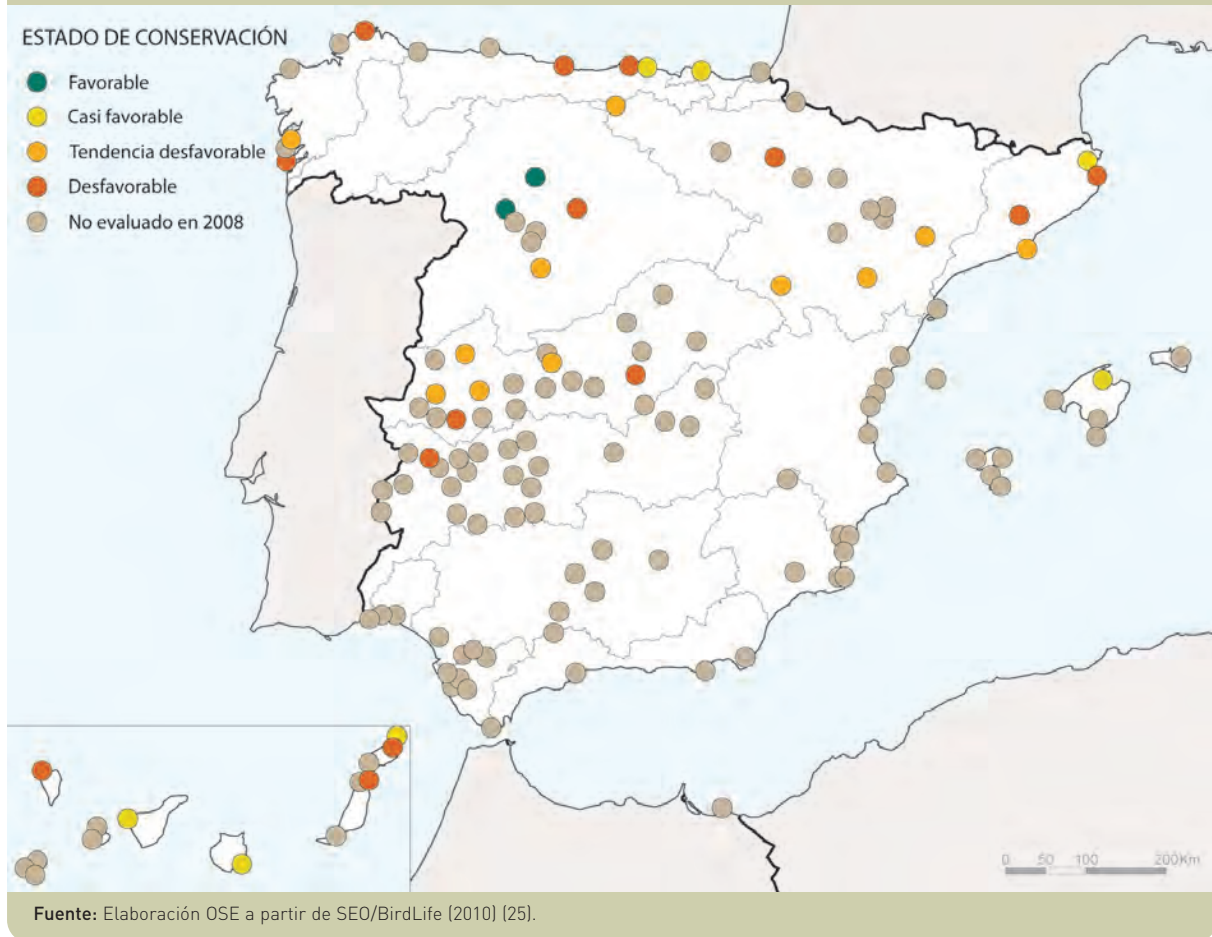 ESTADO DE CONSERVACIÓN
Favorable
Casi favorable
Tendencia desfavorable
Desfavorable
No evaluado en 2008
0 50 100 200Km
Fuente: Elaboración OSE a partir de SEO/BirdLife (2010) (25).